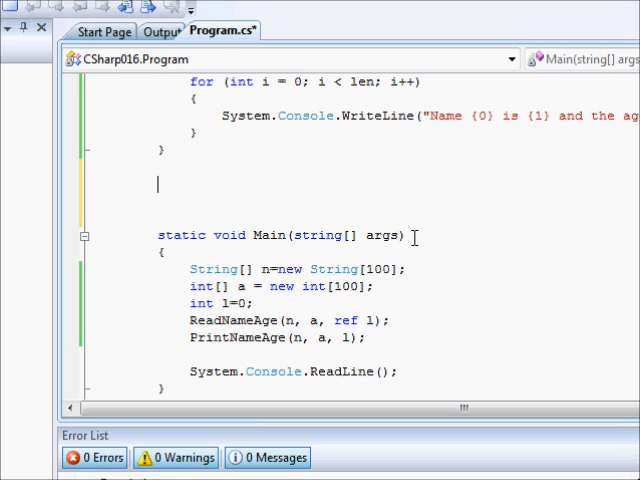 Start Page Output Program.cs*
CSharp016.Program Main(string[] args)
for (int i = 0; i < len; i++)
{
System.Console.WriteLine("Name {0} is {1} and the ag
}
}
static void Main(string[] args)
{
String[] n=new String[100];
int[] a = new int[100];
int l=0;
ReadNameAge(n, a, ref l);
PrintNameAge(n, a, l);
System.Console.ReadLine();
}
Error List
0 Errors 0 Warnings 0 Messages